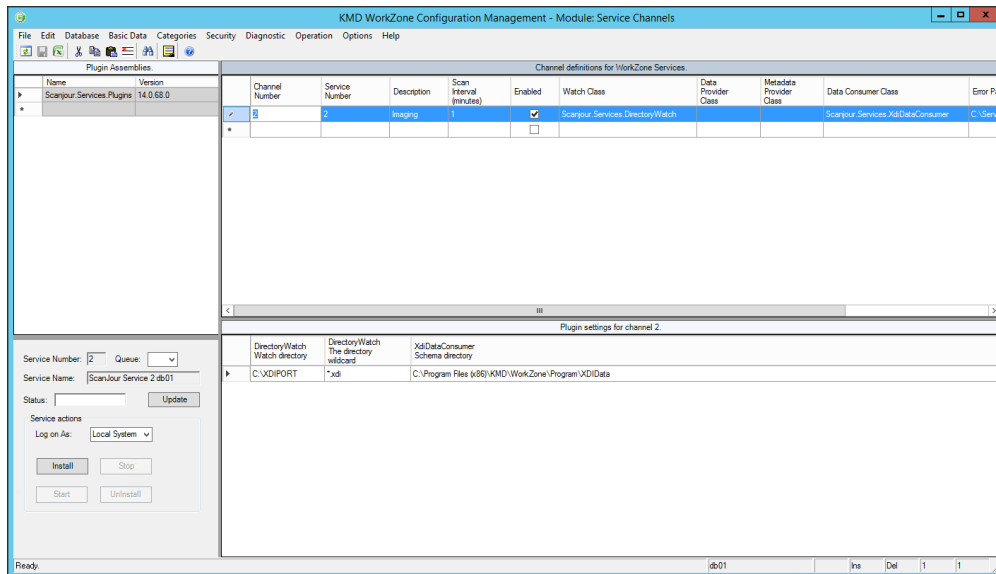 KMD WorkZone Configuration Management - Module: Service Channels
File Edit Database Basic Data Categories Security Diagnostic Operation Options Help
Plugin Assemblies.
Name Version
Scanjour.Services.Plugins 14.0.68.0
Channel definitions for WorkZone Services.
Channel Number Service Number Description Scan Interval (minutes) Enabled Watch Class Data Provider Class Metadata Provider Class Data Consumer Class Error Pa
2 2 Imaging 1 Scanjour.Services.DirectoryWatch Scanjour.Services.XdiDataConsumer C:\Serv
Plugin settings for channel 2.
DirectoryWatch Watch directory DirectoryWatch The directory wildcard XdiDataConsumer Schema directory
C:\XDIPORT *.xdi C:\Program Files (x86)\KMD\WorkZone\Program\XDIData
Service Number: 2 Queue:
Service Name: ScanJour Service 2 db01
Status: Update
Service actions
Log on As: Local System
Install Stop
Start Uninstall
Ready. db01 Ins Del 1 1